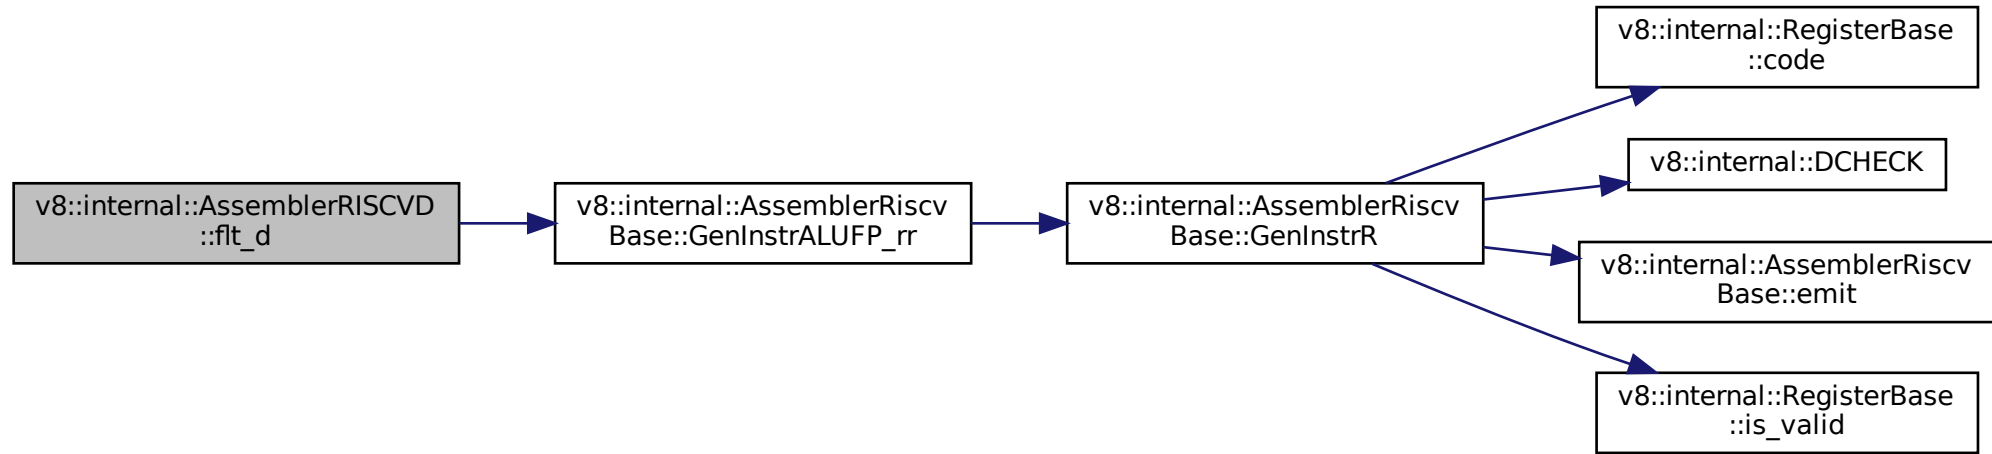 v8::internal::AssemblerRISCVD
::flt_d
v8::internal::AssemblerRiscv
Base::GenInstrALUFP_rr
v8::internal::AssemblerRiscv
Base::GenInstrR
v8::internal::RegisterBase
::code
v8::internal::DCHECK
v8::internal::AssemblerRiscv
Base::emit
v8::internal::RegisterBase
::is_valid